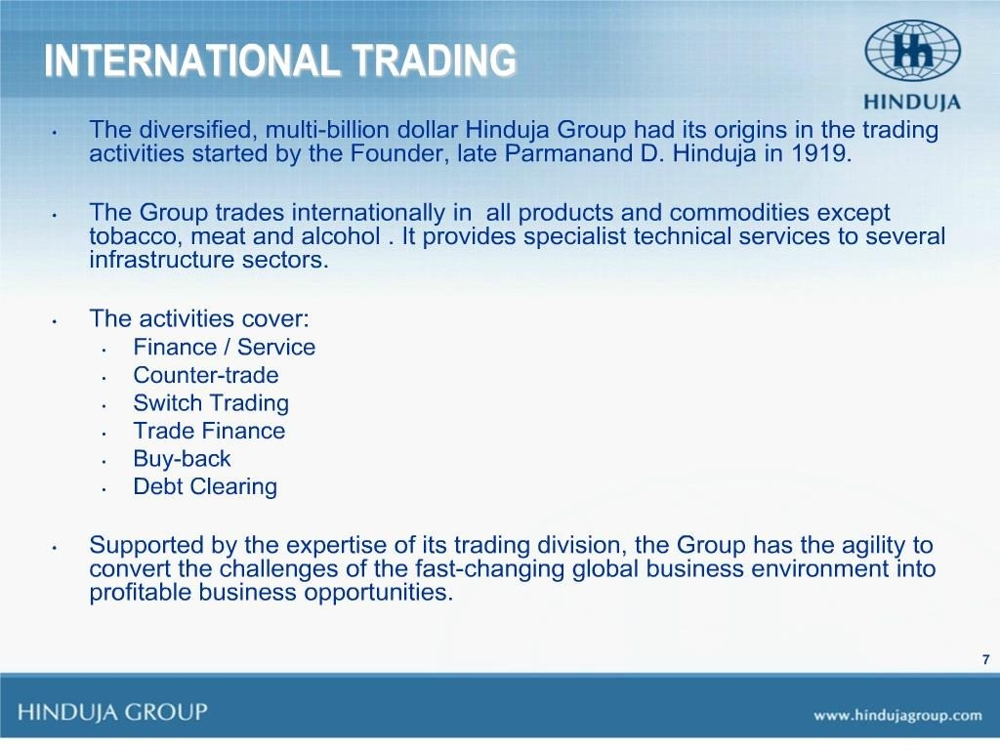 INTERNATIONAL TRADING
Hn
HINDUJA
• The diversified, multi-billion dollar Hinduja Group had its origins in the trading
activities started by the Founder, late Parmanand D. Hinduja in 1919.
• The Group trades internationally in  all products and commodities except
tobacco, meat and alcohol . It provides specialist technical services to several
infrastructure sectors.
• The activities cover:
• Finance / Service
• Counter-trade
• Switch Trading
• Trade Finance
• Buy-back
• Debt Clearing
• Supported by the expertise of its trading division, the Group has the agility to
convert the challenges of the fast-changing global business environment into
profitable business opportunities.
7
HINDUJA GROUP
www.hindujagroup.com